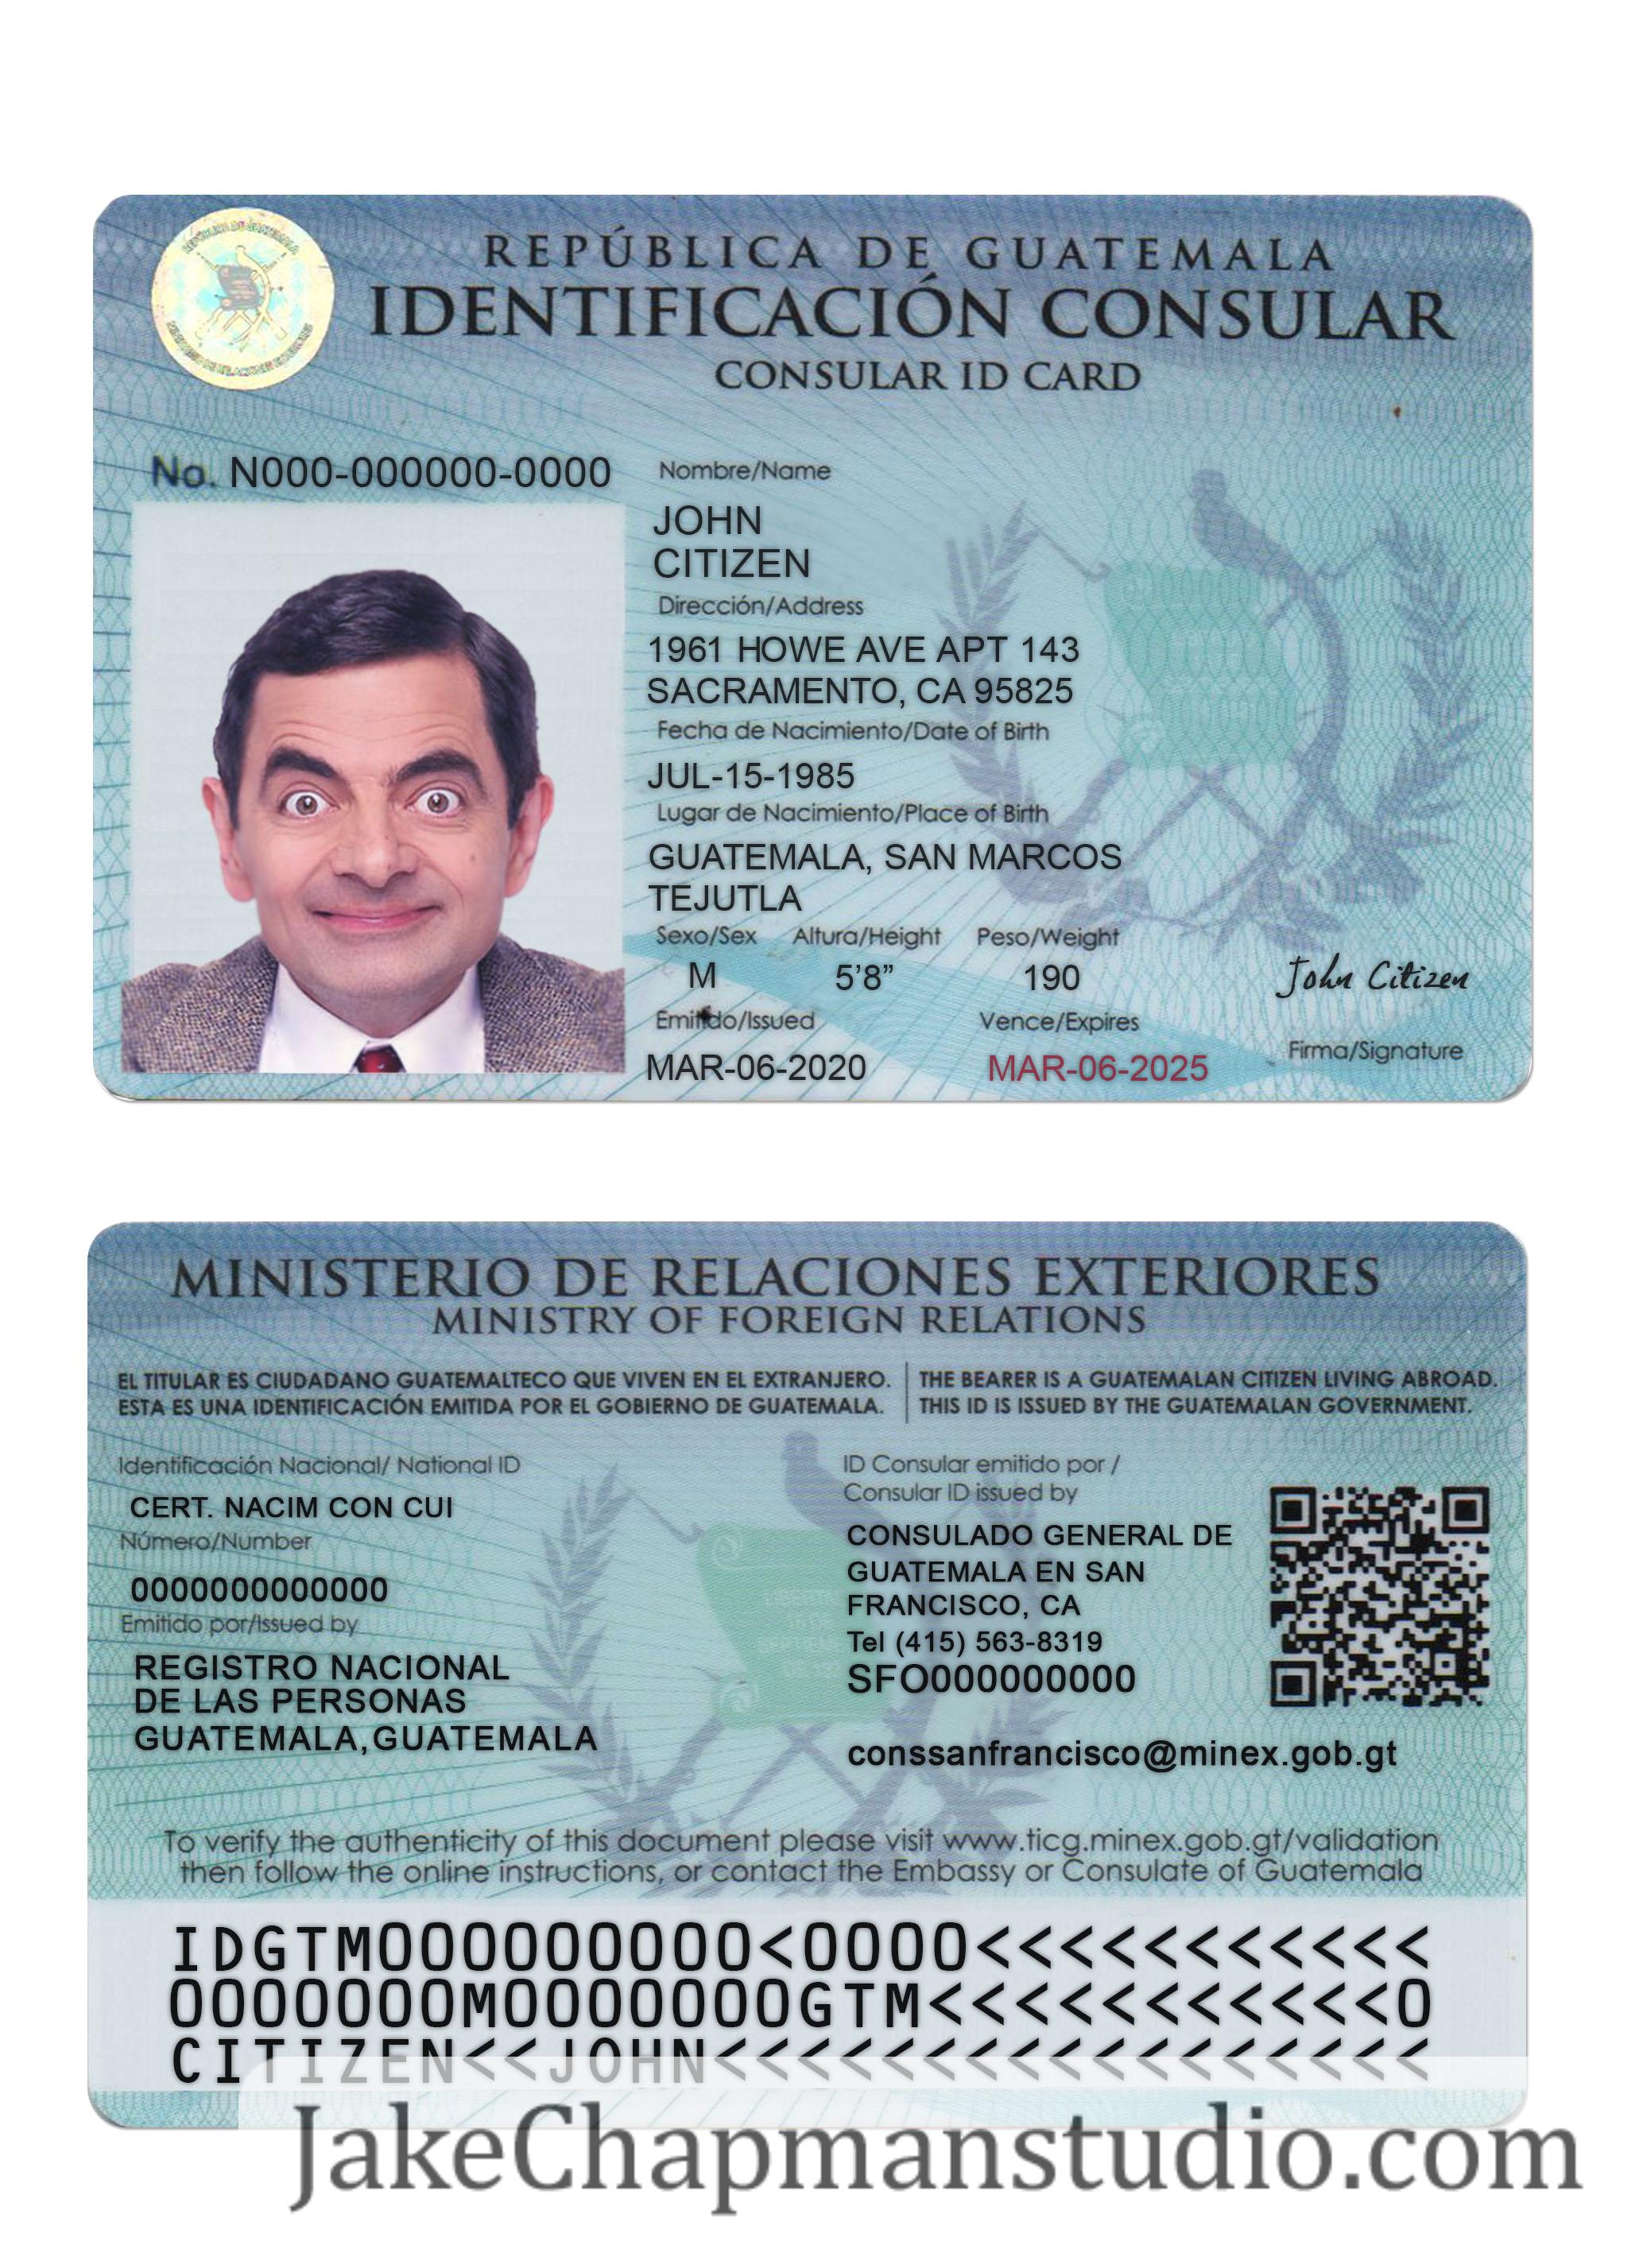 REPÚBLICA DE GUATEMALA
IDENTIFICACIÓN CONSULAR
CONSULAR ID CARD
No. N000-000000-0000
Nombre/Name
JOHN
CITIZEN
Dirección/Address
1961 HOWE AVE APT 143
SACRAMENTO, CA 95825
Fecha de Nacimiento/Date of Birth
JUL-15-1985
Lugar de Nacimiento/Place of Birth
GUATEMALA, SAN MARCOS
TEJUTLA
Sexo/Sex Altura/Height Peso/Weight
M 5’8” 190
John Citizen
Emitido/Issued Vence/Expires
Firma/Signature
MAR-06-2020 MAR-06-2025
MINISTERIO DE RELACIONES EXTERIORES
MINISTRY OF FOREIGN RELATIONS
EL TITULAR ES CIUDADANO GUATEMALTECO QUE VIVEN EN EL EXTRANJERO.
ESTA ES UNA IDENTIFICACIÓN EMITIDA POR EL GOBIERNO DE GUATEMALA.
THE BEARER IS A GUATEMALAN CITIZEN LIVING ABROAD.
THIS ID IS ISSUED BY THE GUATEMALAN GOVERNMENT.
Identificación Nacional/ National ID
CERT. NACIM CON CUI
Número/Number
0000000000000
Emitido por/Issued by
REGISTRO NACIONAL
DE LAS PERSONAS
GUATEMALA,GUATEMALA
ID Consular emitido por /
Consular ID issued by
CONSULADO GENERAL DE
GUATEMALA EN SAN
FRANCISCO, CA
Tel (415) 563-8319
SFO000000000
conssanfrancisco@minex.gob.gt
To verify the authenticity of this document please visit www.ticg.minex.gob.gt/validation
then follow the online instructions, or contact the Embassy or Consulate of Guatemala
IDGTM000000000<0000<<<<<<<<<<<
0000000M0000000GTM<<<<<<<<<<<0
CITIZEN<<JOHN<<<<<<<<<<<<<<<<<
JakeChapmanstudio.com